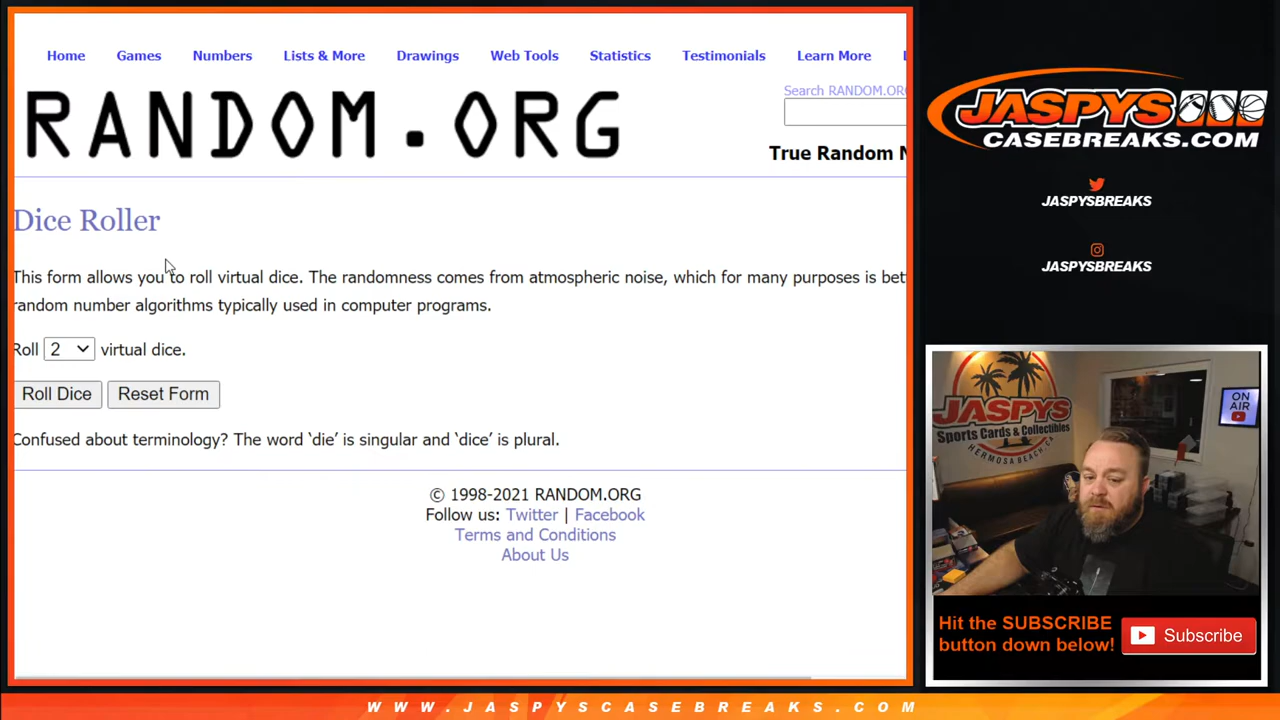 Home Games Numbers Lists & More Drawings Web Tools Statistics Testimonials Learn More
RANDOM.ORG
Search RANDOM.ORG
True Random N
Dice Roller
This form allows you to roll virtual dice. The randomness comes from atmospheric noise, which for many purposes is bet
random number algorithms typically used in computer programs.
Roll 2 virtual dice.
Roll Dice Reset Form
Confused about terminology? The word ‘die’ is singular and ‘dice’ is plural.
© 1998-2021 RANDOM.ORG
Follow us: Twitter | Facebook
Terms and Conditions
About Us
JASPYS
CASEBREAKS.COM
JASPYSBREAKS
JASPYSBREAKS
JASPYS
Sports Cards & Collectibles
HERMOSA BEACH, CA
ON
AIR
Hit the SUBSCRIBE
button down below!
Subscribe
WWW.JASPYSCASEBREAKS.COM